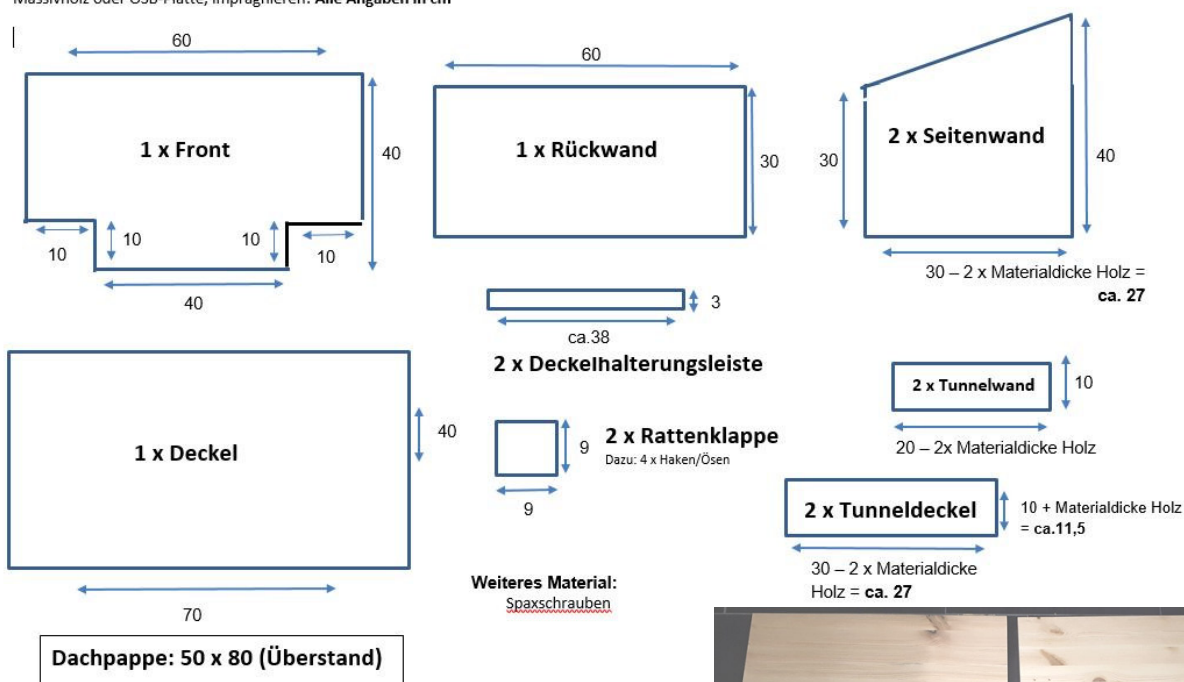 Massivholz oder OSB-Platte, imprägnieren! Alle Angaben in cm
60
1 x Front
40
10
10
10
10
40
60
1 x Rückwand
30
2 x Seitenwand
30
40
30 – 2 x Materialdicke Holz =
ca. 27
3
ca.38
2 x Deckelhalterungsleiste
1 x Deckel
40
70
9
9
2 x Rattenklappe
Dazu: 4 x Haken/Ösen
2 x Tunnelwand
10
20 – 2x Materialdicke Holz
2 x Tunneldeckel
10 + Materialdicke Holz
= ca.11,5
30 – 2 x Materialdicke
Holz = ca. 27
Weiteres Material:
Spaxschrauben
Dachpappe: 50 x 80 (Überstand)